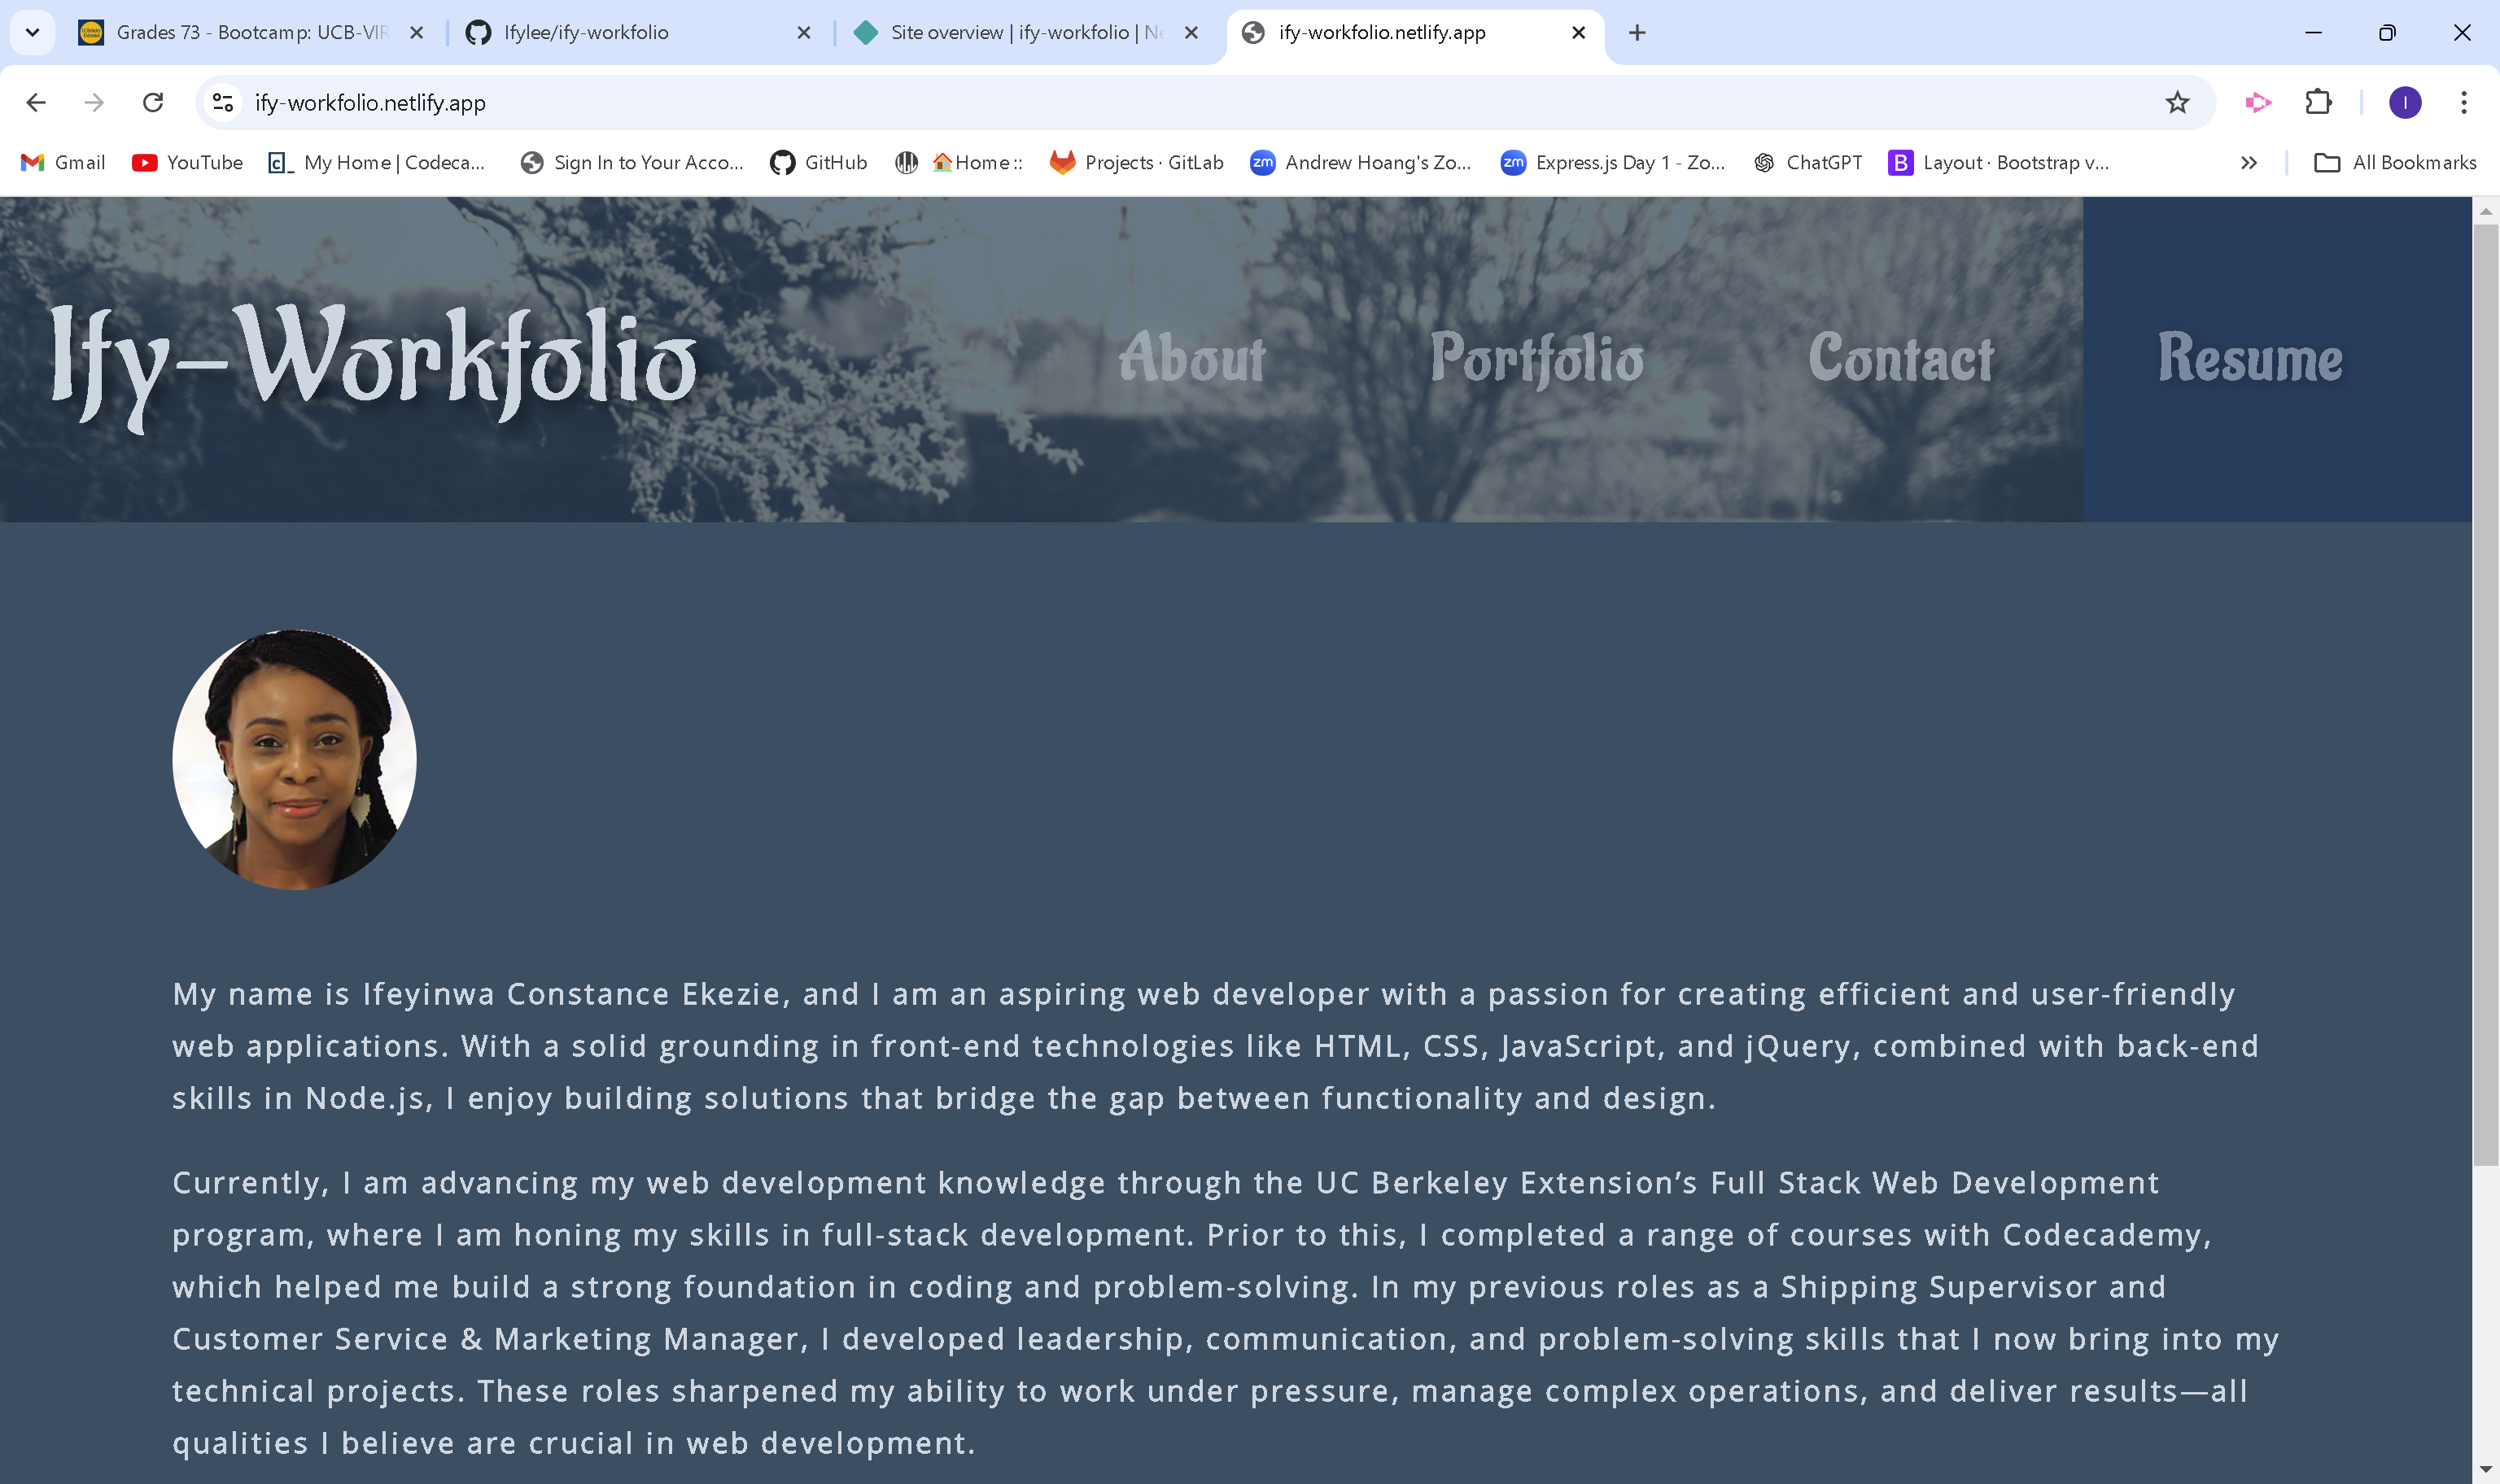 Grades 73 - Bootcamp: UCB-VIR
Ifylee/ify-workfolio
Site overview | ify-workfolio | Ne
ify-workfolio.netlify.app
ify-workfolio.netlify.app
I
Gmail
YouTube
c_ My Home | Codeca...
Sign In to Your Acco...
GitHub
Home ::
Projects · GitLab
zm Andrew Hoang's Zo...
zm Express.js Day 1 - Zo...
ChatGPT
B Layout · Bootstrap v...
All Bookmarks
Ify-Workfolio
About
Portfolio
Contact
Resume
My name is Ifeyinwa Constance Ekezie, and I am an aspiring web developer with a passion for creating efficient and user-friendly
web applications. With a solid grounding in front-end technologies like HTML, CSS, JavaScript, and jQuery, combined with back-end
skills in Node.js, I enjoy building solutions that bridge the gap between functionality and design.
Currently, I am advancing my web development knowledge through the UC Berkeley Extension’s Full Stack Web Development
program, where I am honing my skills in full-stack development. Prior to this, I completed a range of courses with Codecademy,
which helped me build a strong foundation in coding and problem-solving. In my previous roles as a Shipping Supervisor and
Customer Service & Marketing Manager, I developed leadership, communication, and problem-solving skills that I now bring into my
technical projects. These roles sharpened my ability to work under pressure, manage complex operations, and deliver results—all
qualities I believe are crucial in web development.